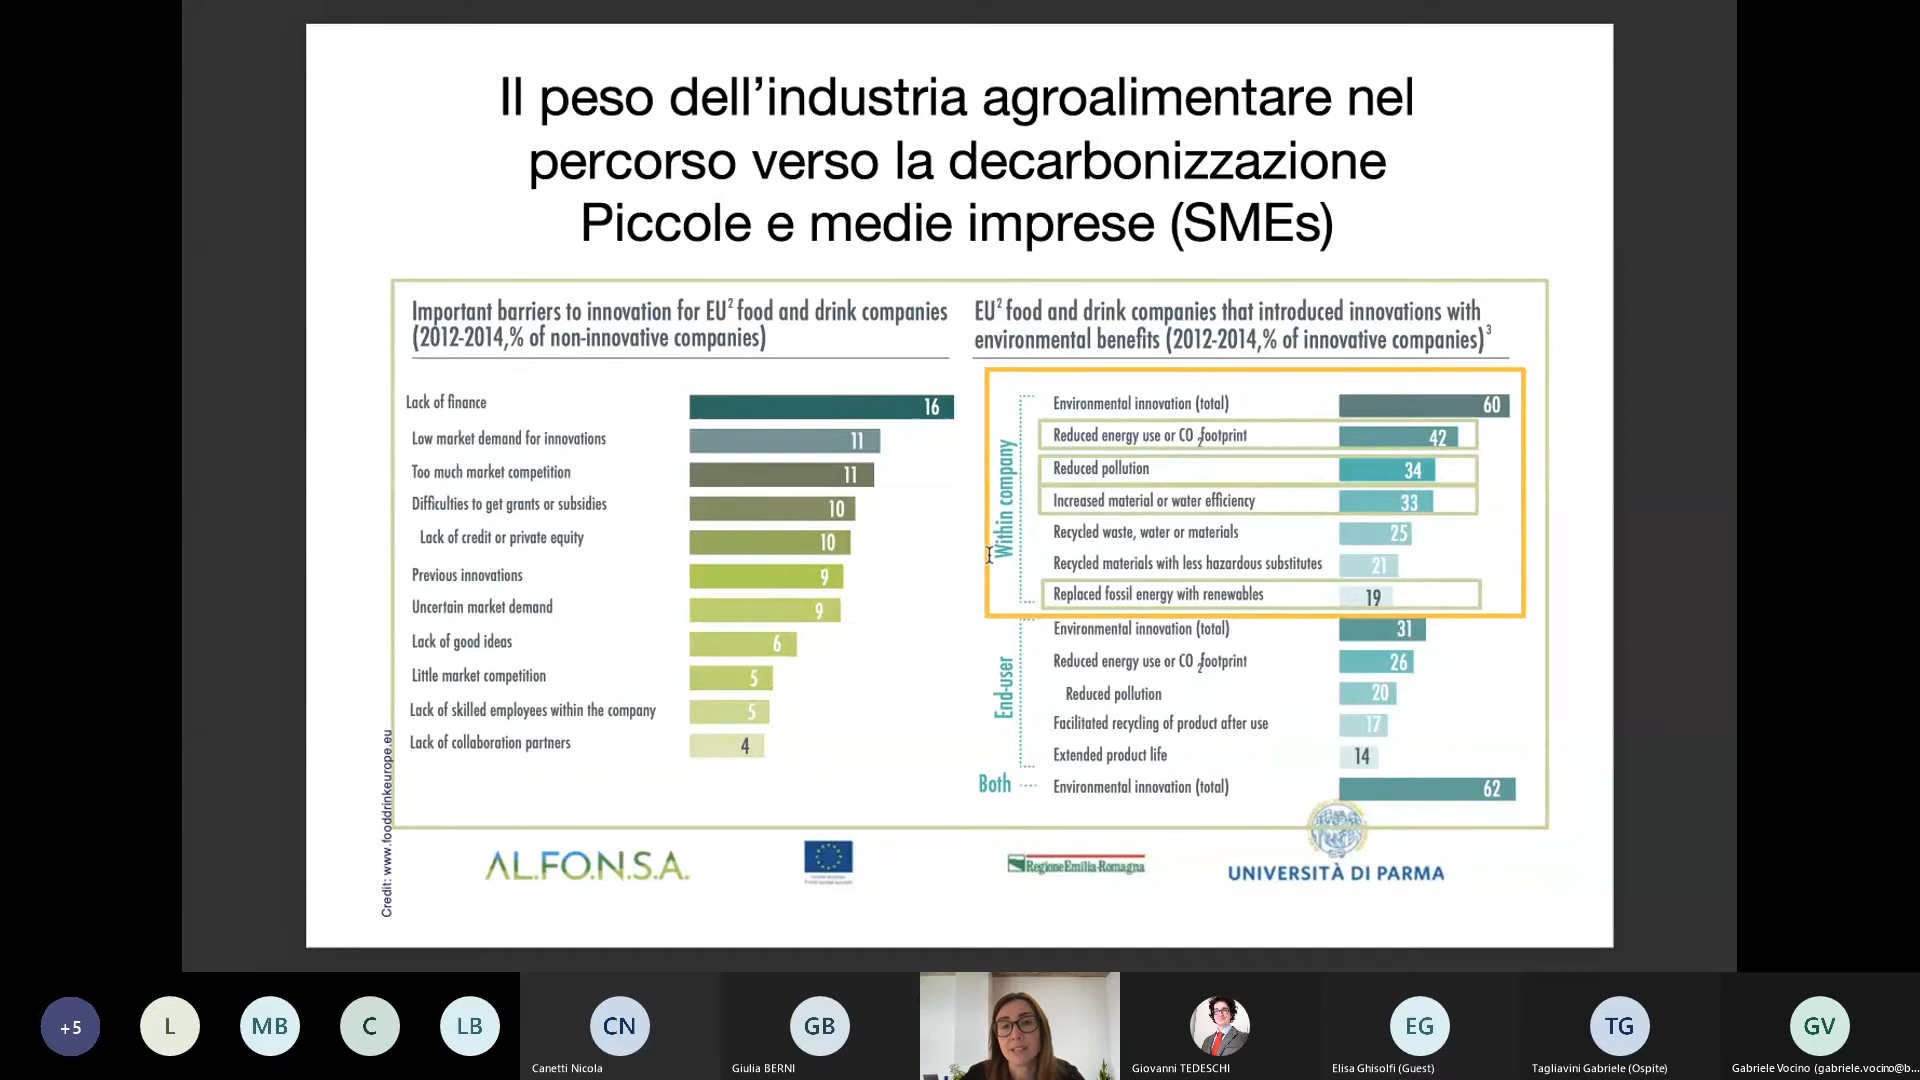 Il peso dell’industria agroalimentare nel
percorso verso la decarbonizzazione
Piccole e medie imprese (SMEs)
Important barriers to innovation for EU² food and drink companies
(2012-2014,% of non-innovative companies)
Lack of finance 16
Low market demand for innovations 11
Too much market competition 11
Difficulties to get grants or subsidies 10
Lack of credit or private equity 10
Previous innovations 9
Uncertain market demand 9
Lack of good ideas 6
Little market competition 5
Lack of skilled employees within the company 5
Lack of collaboration partners 4
EU² food and drink companies that introduced innovations with
environmental benefits (2012-2014,% of innovative companies)³
Within company
Environmental innovation (total) 60
Reduced energy use or CO₂ footprint 42
Reduced pollution 34
Increased material or water efficiency 33
Recycled waste, water or materials 25
Recycled materials with less hazardous substitutes 21
Replaced fossil energy with renewables 19
End-user
Environmental innovation (total) 31
Reduced energy use or CO₂ footprint 26
Reduced pollution 20
Facilitated recycling of product after use 17
Extended product life 14
Both
Environmental innovation (total) 62
Credit: www.fooddrinkeurope.eu
AL.FO.N.S.A.
RegioneEmilia-Romagna
UNIVERSITÀ DI PARMA
+5
L
MB
C
LB
CN
Canetti Nicola
GB
Giulia BERNI
Giovanni TEDESCHI
EG
Elisa Ghisolfi (Guest)
TG
Tagliavini Gabriele (Ospite)
GV
Gabriele Vocino (gabriele.vocino@b...